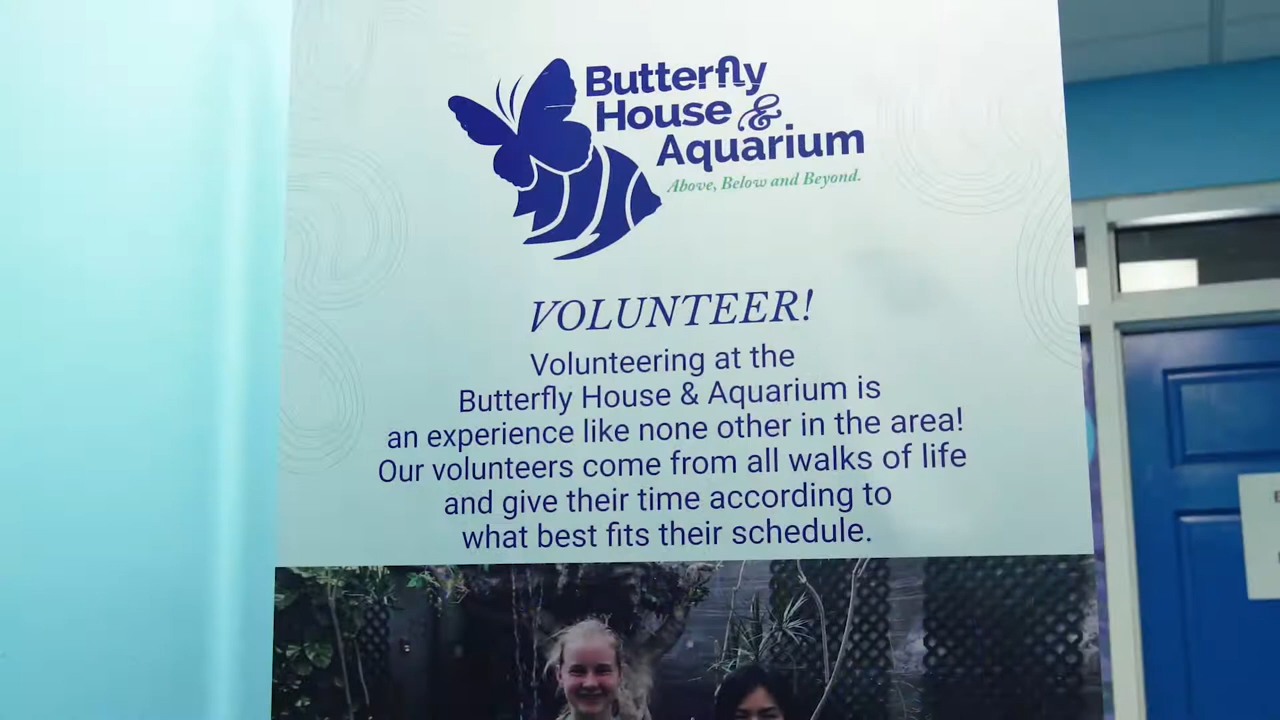 Butterfly
House &
Aquarium
Above, Below and Beyond.
VOLUNTEER!
Volunteering at the
Butterfly House & Aquarium is
an experience like none other in the area!
Our volunteers come from all walks of life
and give their time according to
what best fits their schedule.